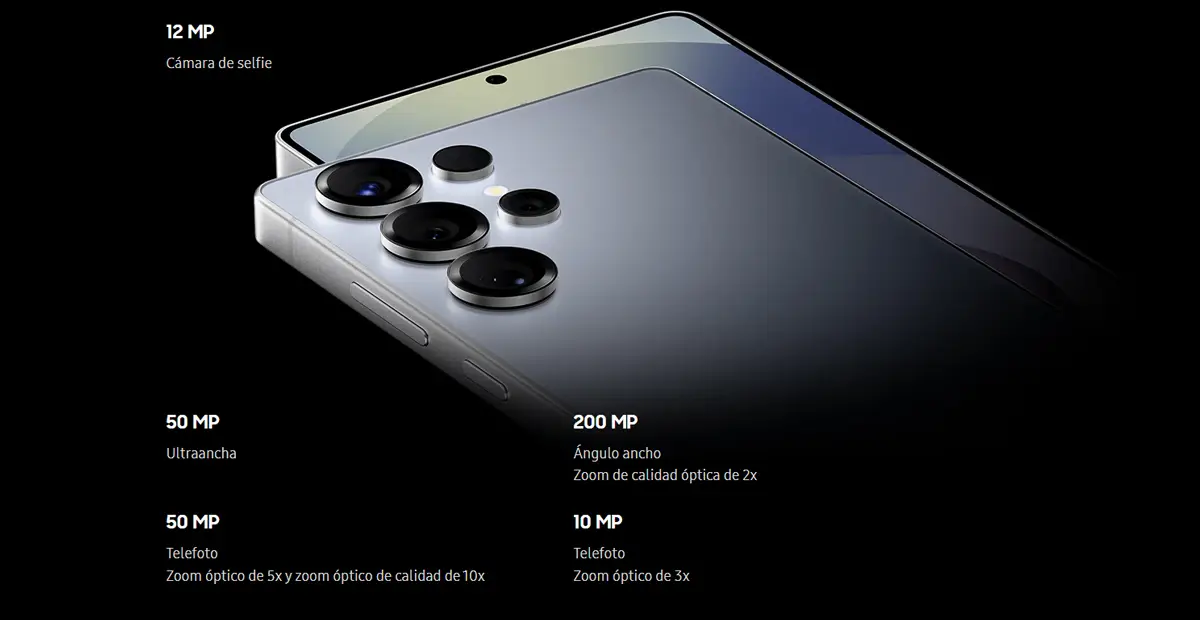 12 MP
Cámara de selfie
50 MP
Ultraancha
200 MP
Ángulo ancho
Zoom de calidad óptica de 2x
50 MP
Telefoto
Zoom óptico de 5x y zoom óptico de calidad de 10x
10 MP
Telefoto
Zoom óptico de 3x